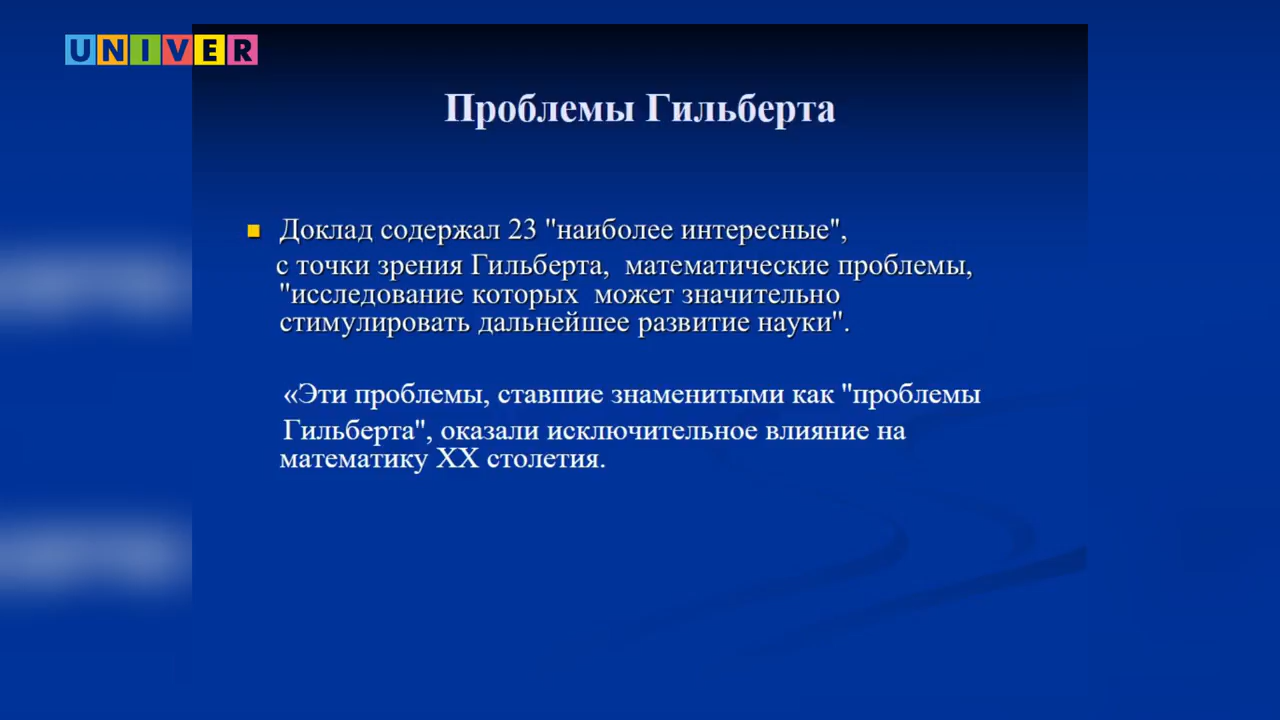 UNIVER
Проблемы Гильберта
Доклад содержал 23 "наиболее интересные",
с точки зрения Гильберта, математические проблемы,
"исследование которых может значительно
стимулировать дальнейшее развитие науки".
«Эти проблемы, ставшие знаменитыми как "проблемы
Гильберта", оказали исключительное влияние на
математику XX столетия.